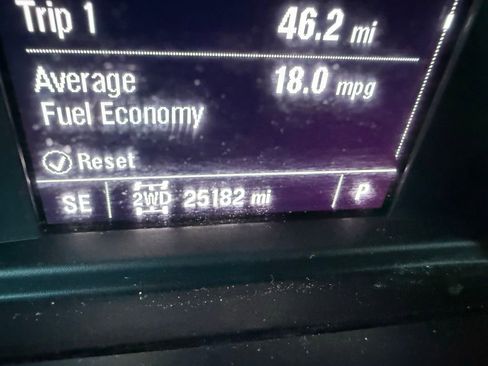 Trip 1 46.2 mi
Average 18.0 mpg
Fuel Economy
Reset
SE 2WD 25182 mi P